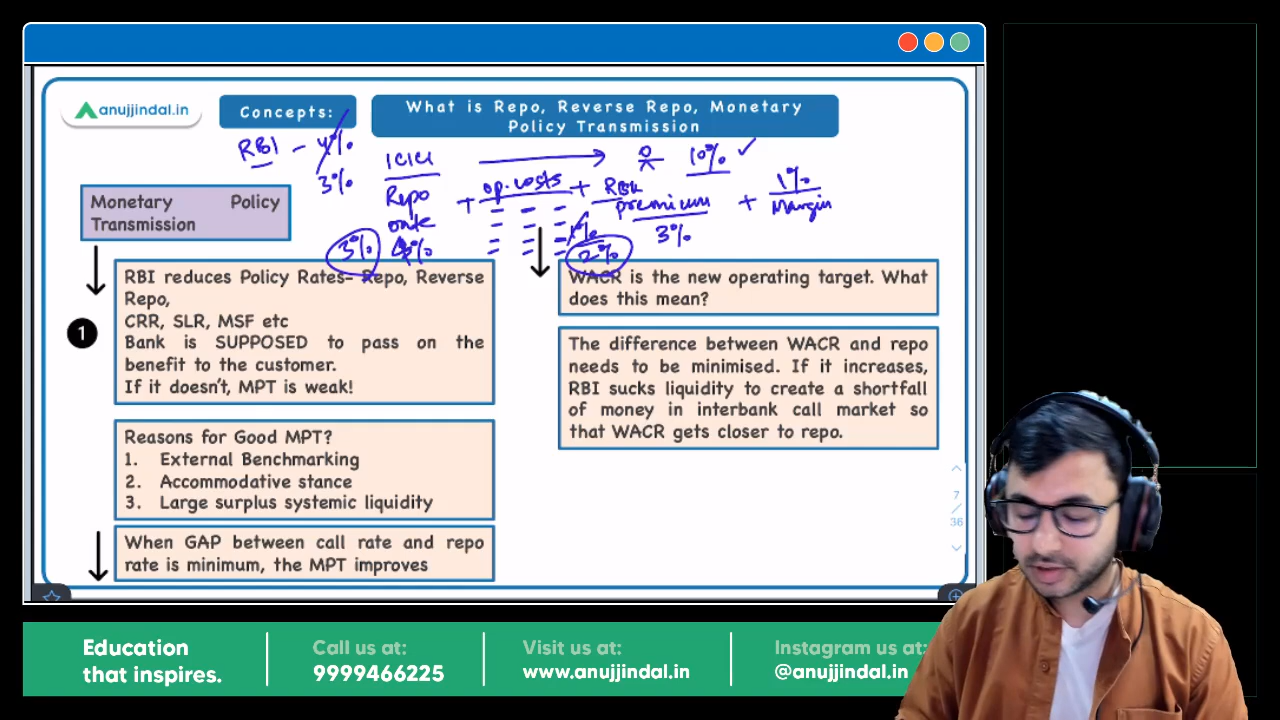 anujjindal.in
Concepts:
What is Repo, Reverse Repo, Monetary
Policy Transmission
RBI - 4%
3%
ICICI
10%
Repo
rate
3% 4%
+ op. costs +
premium
3%
2%
+ 1%
Margin
Monetary Policy
Transmission
1
RBI reduces Policy Rates- Repo, Reverse
Repo,
CRR, SLR, MSF etc
Bank is SUPPOSED to pass on the
benefit to the customer.
If it doesn't, MPT is weak!
Reasons for Good MPT?
1. External Benchmarking
2. Accommodative stance
3. Large surplus systemic liquidity
When GAP between call rate and repo
rate is minimum, the MPT improves
WACR is the new operating target. What
does this mean?
The difference between WACR and repo
needs to be minimised. If it increases,
RBI sucks liquidity to create a shortfall
of money in interbank call market so
that WACR gets closer to repo.
7
/
36
Education
that inspires.
Call us at:
9999466225
Visit us at:
www.anujjindal.in
Instagram us at:
@anujjindal.in